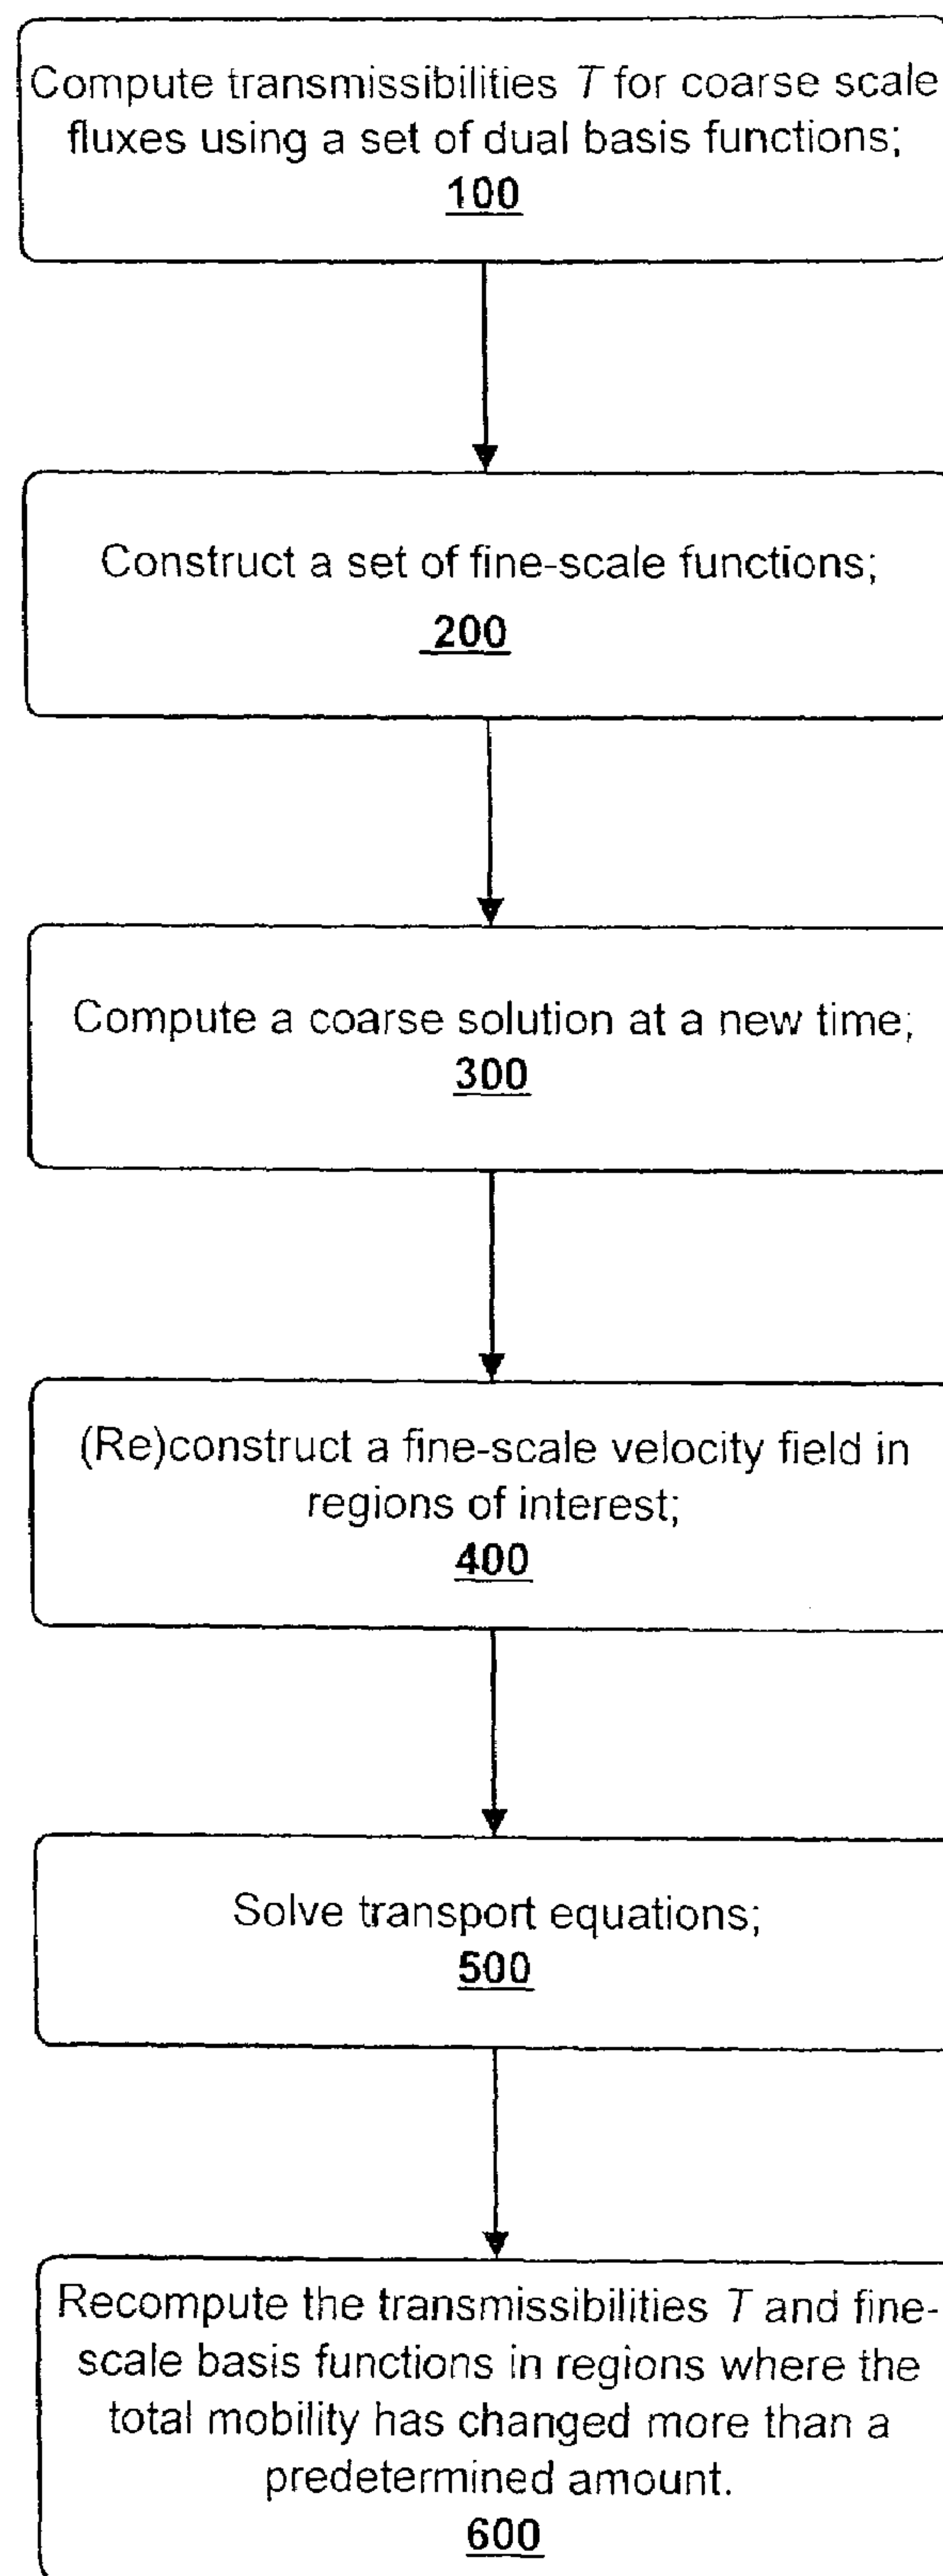 Compute transmissibilities T for coarse scale
fluxes using a set of dual basis functions;
100
Construct a set of fine-scale functions;
200
Compute a coarse solution at a new time;
300
(Re)construct a fine-scale velocity field in
regions of interest;
400
Solve transport equations;
500
Recompute the transmissibilities T and fine-
scale basis functions in regions where the
total mobility has changed more than a
predetermined amount.
600